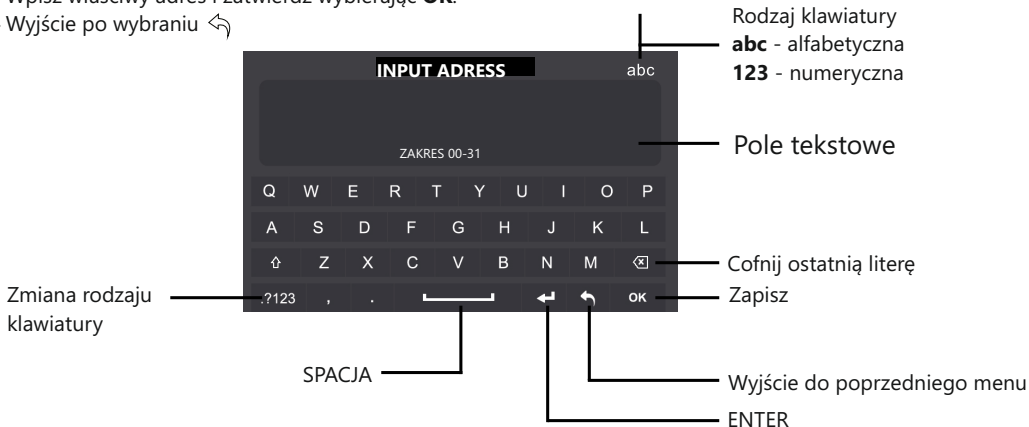 Wpisz właściwy adres i zatwierdź wybierając OK.
Wyjście po wybraniu
Rodzaj klawiatury
abc - alfabetyczna
123 - numeryczna
INPUT ADRESS
abc
ZAKRES 00-31
Pole tekstowe
Q W E R T Y U I O P
A S D F G H J K L
Z X C V B N M
Cofnij ostatnią literę
Zmiana rodzaju
klawiatury
.?123 , . OK
Zapisz
SPACJA
Wyjście do poprzedniego menu
ENTER